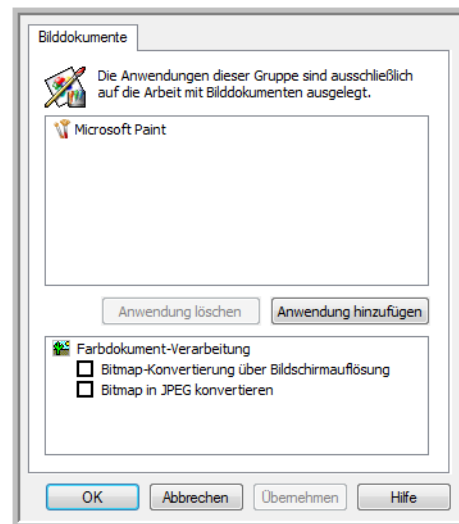 Bilddokumente
Die Anwendungen dieser Gruppe sind ausschließlich
auf die Arbeit mit Bilddokumenten ausgelegt.
Microsoft Paint
Anwendung löschen Anwendung hinzufügen
Farbdokument-Verarbeitung
Bitmap-Konvertierung über Bildschirmauflösung
Bitmap in JPEG konvertieren
OK Abbrechen Übernehmen Hilfe